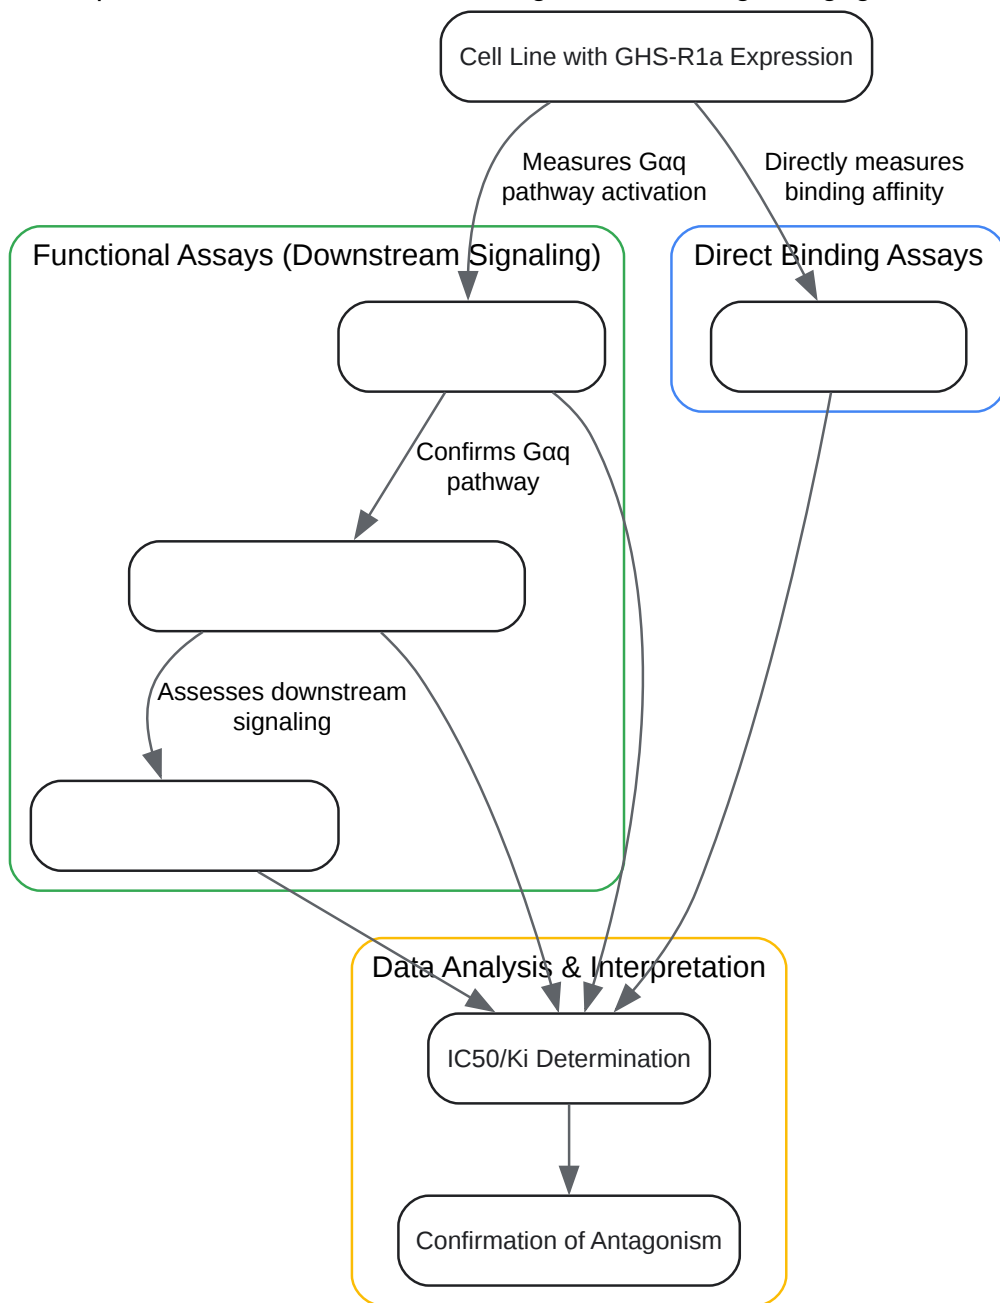 Cell Line with GHS-R1a Expression
Measures Gαq
pathway activation
Directly measures
binding affinity
Functional Assays (Downstream Signaling)
Direct Binding Assays
Confirms Gαq
pathway
Assesses downstream
signaling
Data Analysis & Interpretation
IC50/Ki Determination
Confirmation of Antagonism